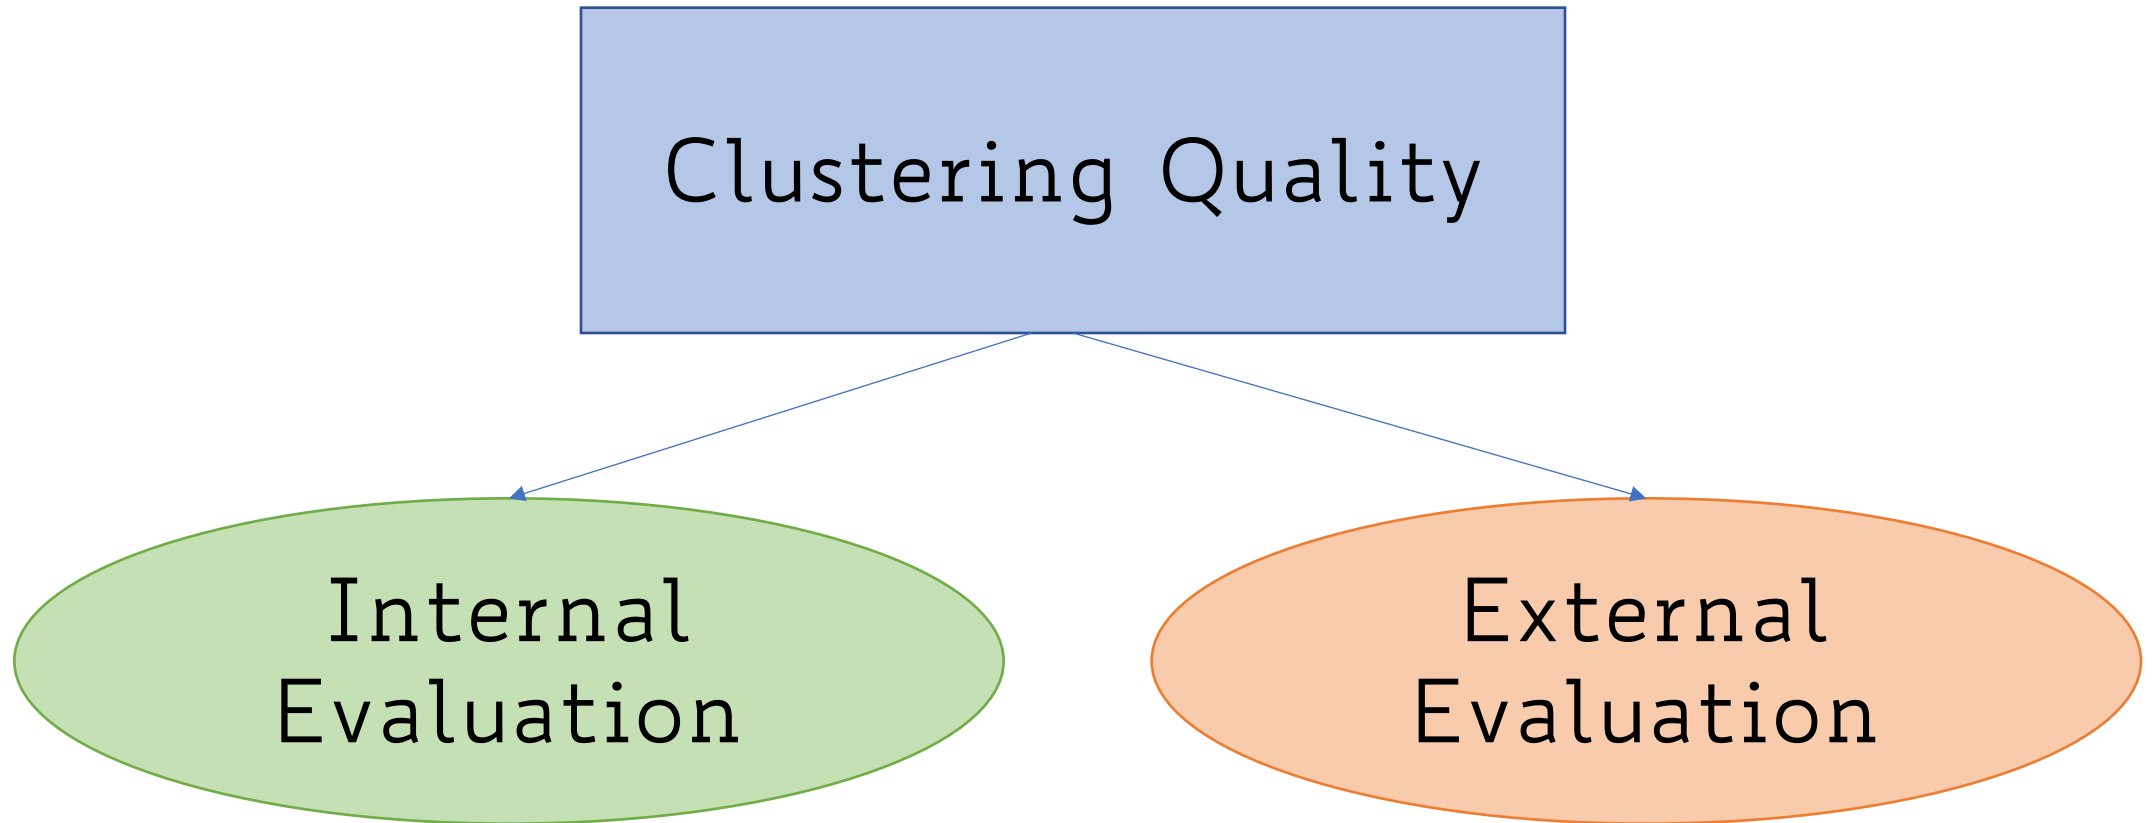 Clustering Quality
Internal
Evaluation
External
Evaluation